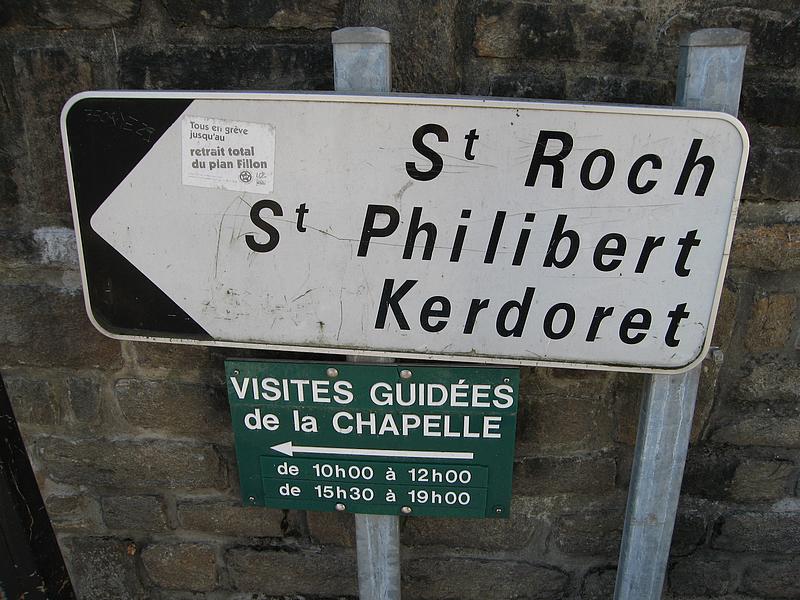 Tous en grève
jusqu'au
retrait total
du plan Fillon
St Roch
St Philibert
Kerdoret
VISITES GUIDÉES
de la CHAPELLE
de 10h00 à 12h00
de 15h30 à 19h00